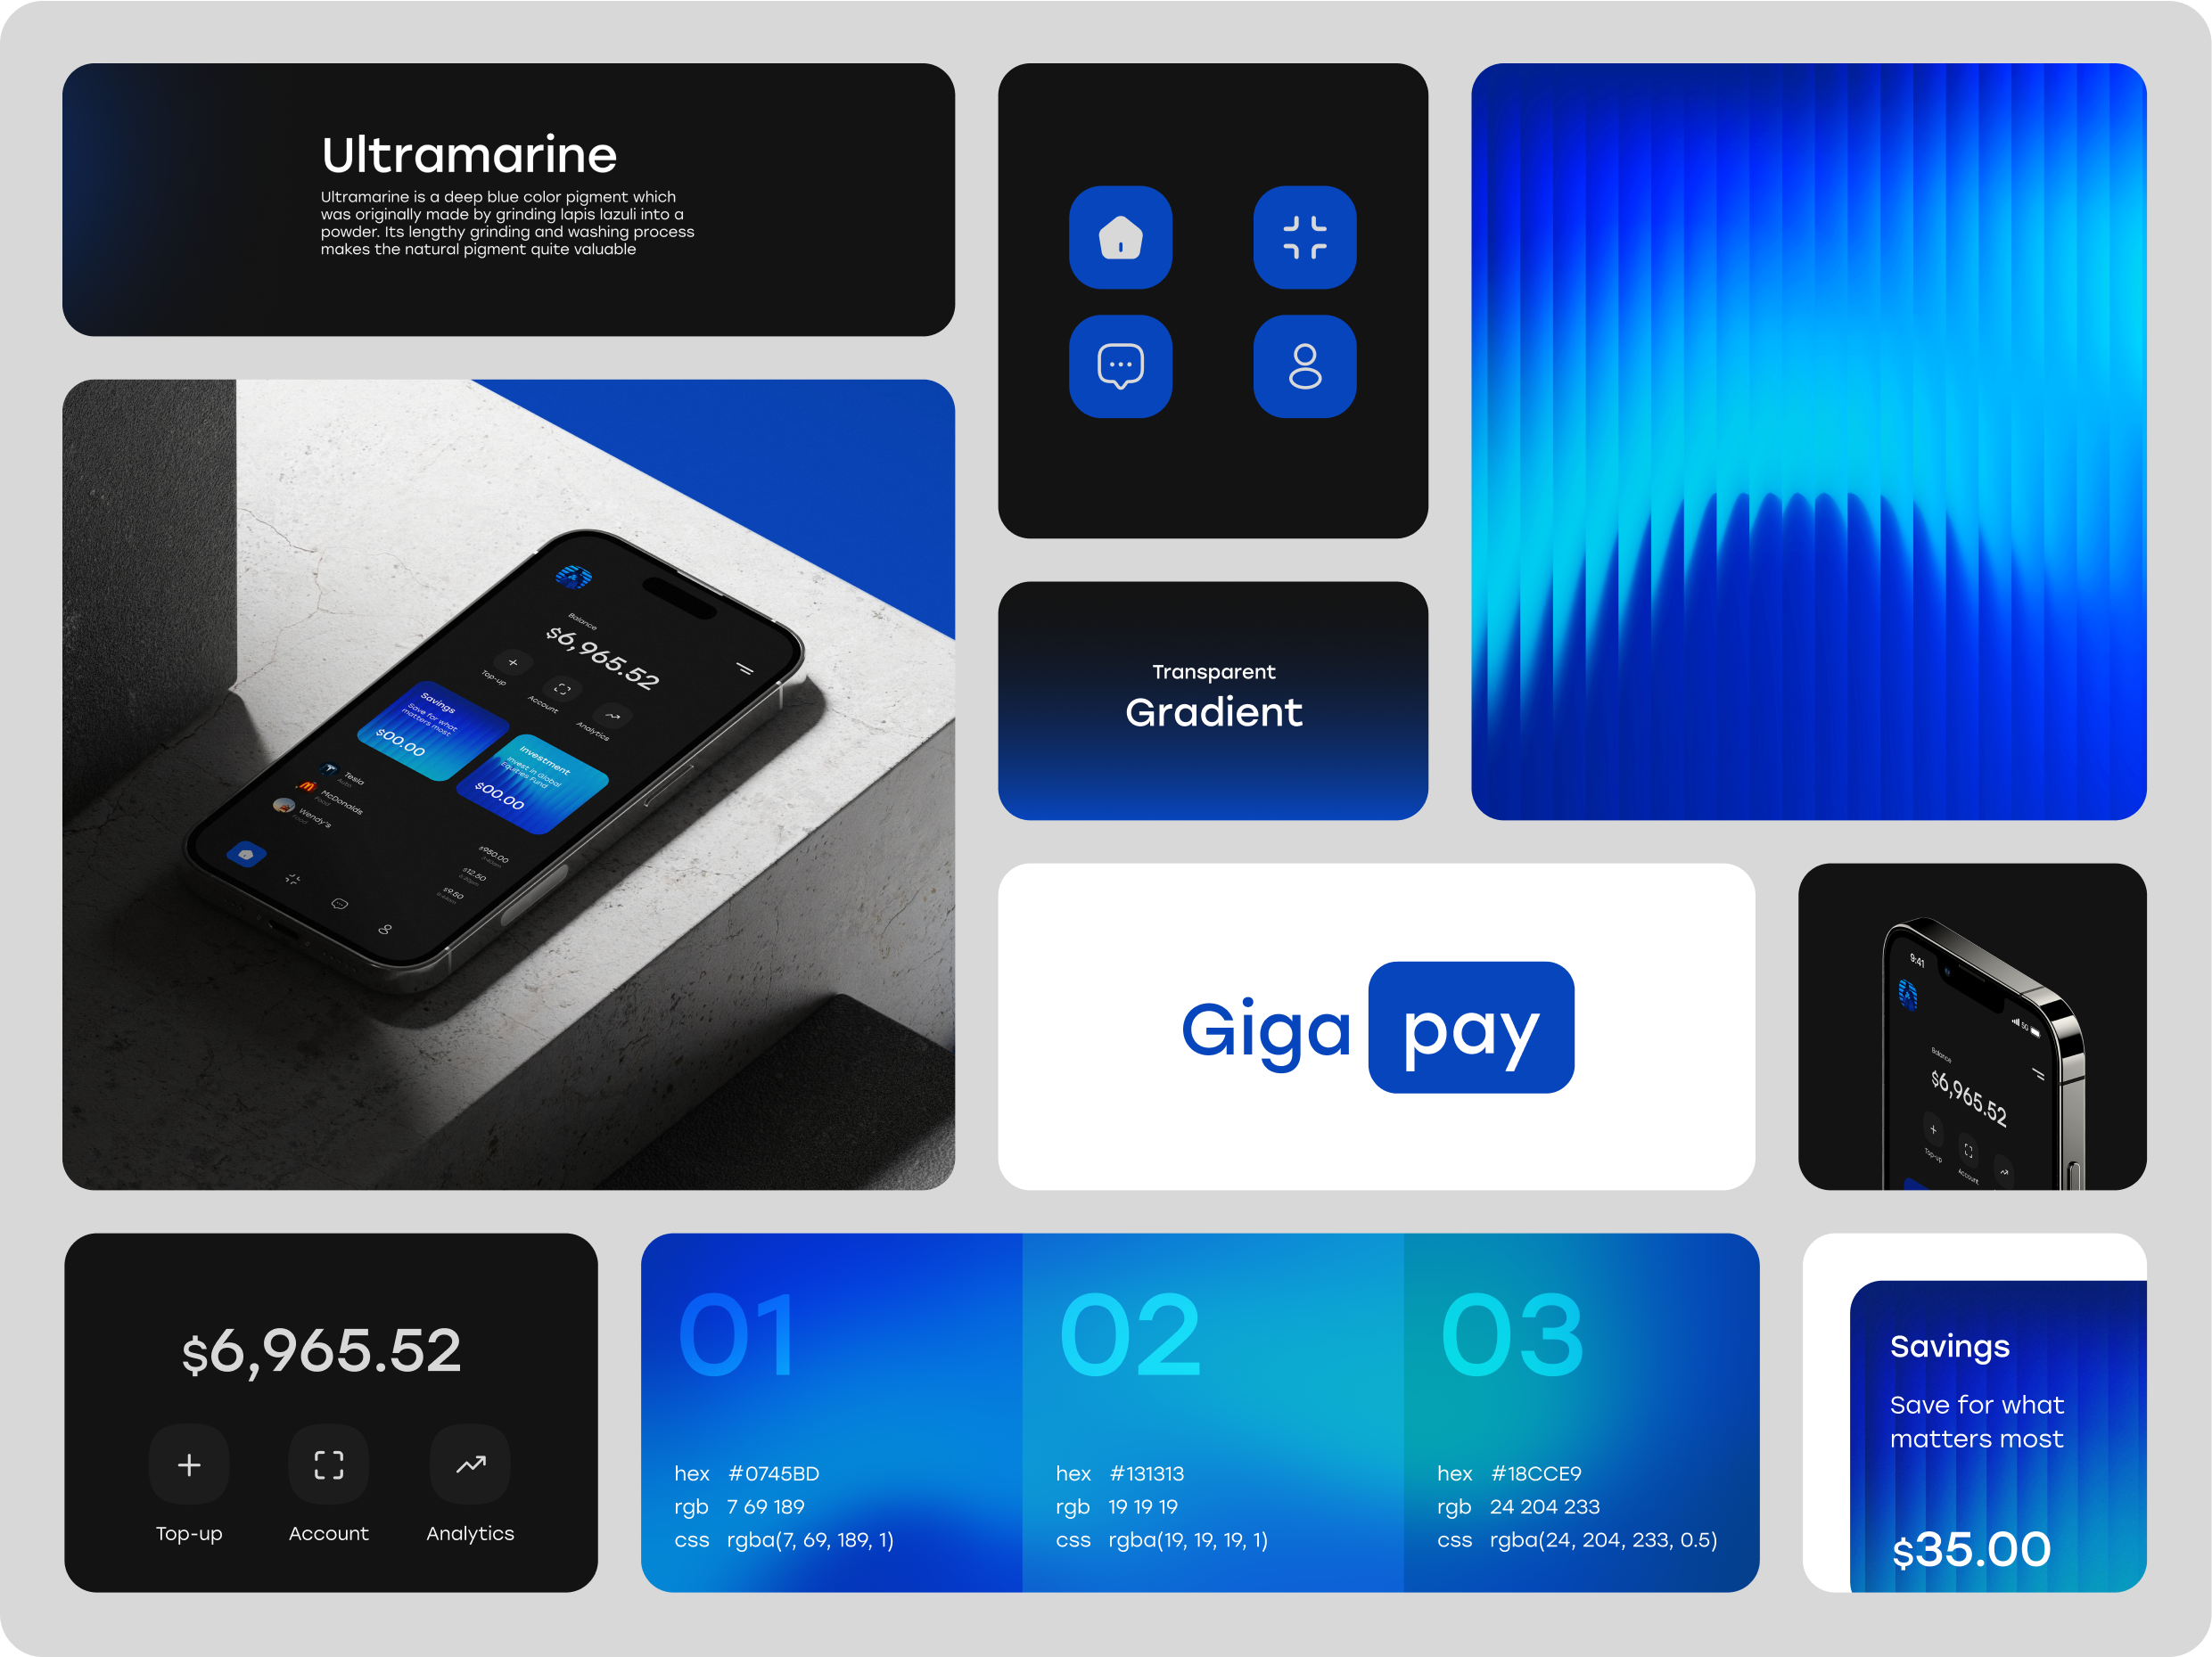 Ultramarine
Ultramarine is a deep blue color pigment which
was originally made by grinding lapis lazuli into a
powder. Its lengthy grinding and washing process
makes the natural pigment quite valuable
Balance
$6,965.52
Top-up
Account
Analytics
Savings
Save for what
matters most
$00.00
Investment
Invest in Global
Equities Fund
$00.00
Tesla
Auto
McDonalds
Food
Wendy's
Food
$950.00
$12.50
$9.50
Transparent
Gradient
Giga pay
9:41
5G
Balance
$6,965.52
Top-up
Account
$6,965.52
Top-up
Account
Analytics
01
hex #0745BD
rgb 7 69 189
css rgba(7, 69, 189, 1)
02
hex #131313
rgb 19 19 19
css rgba(19, 19, 19, 1)
03
hex #18CCE9
rgb 24 204 233
css rgba(24, 204, 233, 0.5)
Savings
Save for what
matters most
$35.00